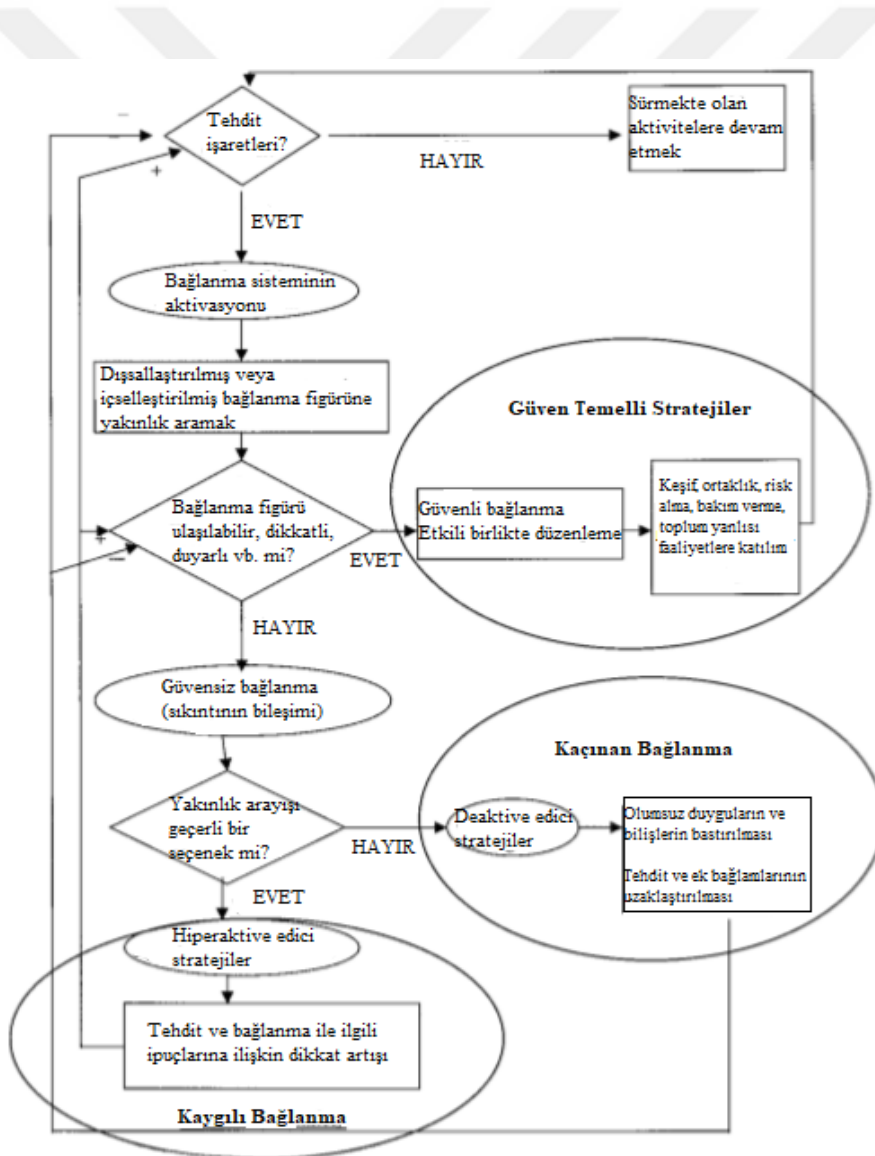 Tehdit
işaretleri?
HAYIR
Sürmekte olan
aktivitelere devam
etmek
−
+
EVET
Bağlanma sisteminin
aktivasyonu
Dışsallaştırılmış veya
içselleştirilmiş bağlanma figürüne
yakınlık aramak
Bağlanma figürü
ulaşılabilir, dikkatli,
duyarlı vb. mi?
+
−
EVET
Güven Temelli Stratejiler
Güvenli bağlanma
Etkili birlikte düzenleme
Keşif, ortaklık, risk
alma, bakım verme,
toplum yanlısı
faaliyetlere katılım
HAYIR
Güvensiz bağlanma
(sıkıntının bileşimi)
Yakınlık arayışı
geçerli bir
seçenek mi?
HAYIR
Kaçınan Bağlanma
Deaktive edici
stratejiler
Olumsuz duyguların ve
bilişlerin bastırılması
Tehdit ve ek bağlamlarının
uzaklaştırılması
EVET
Hiperaktive edici
stratejiler
Tehdit ve bağlanma ile ilgili
ipuçlarına ilişkin dikkat artışı
Kaygılı Bağlanma